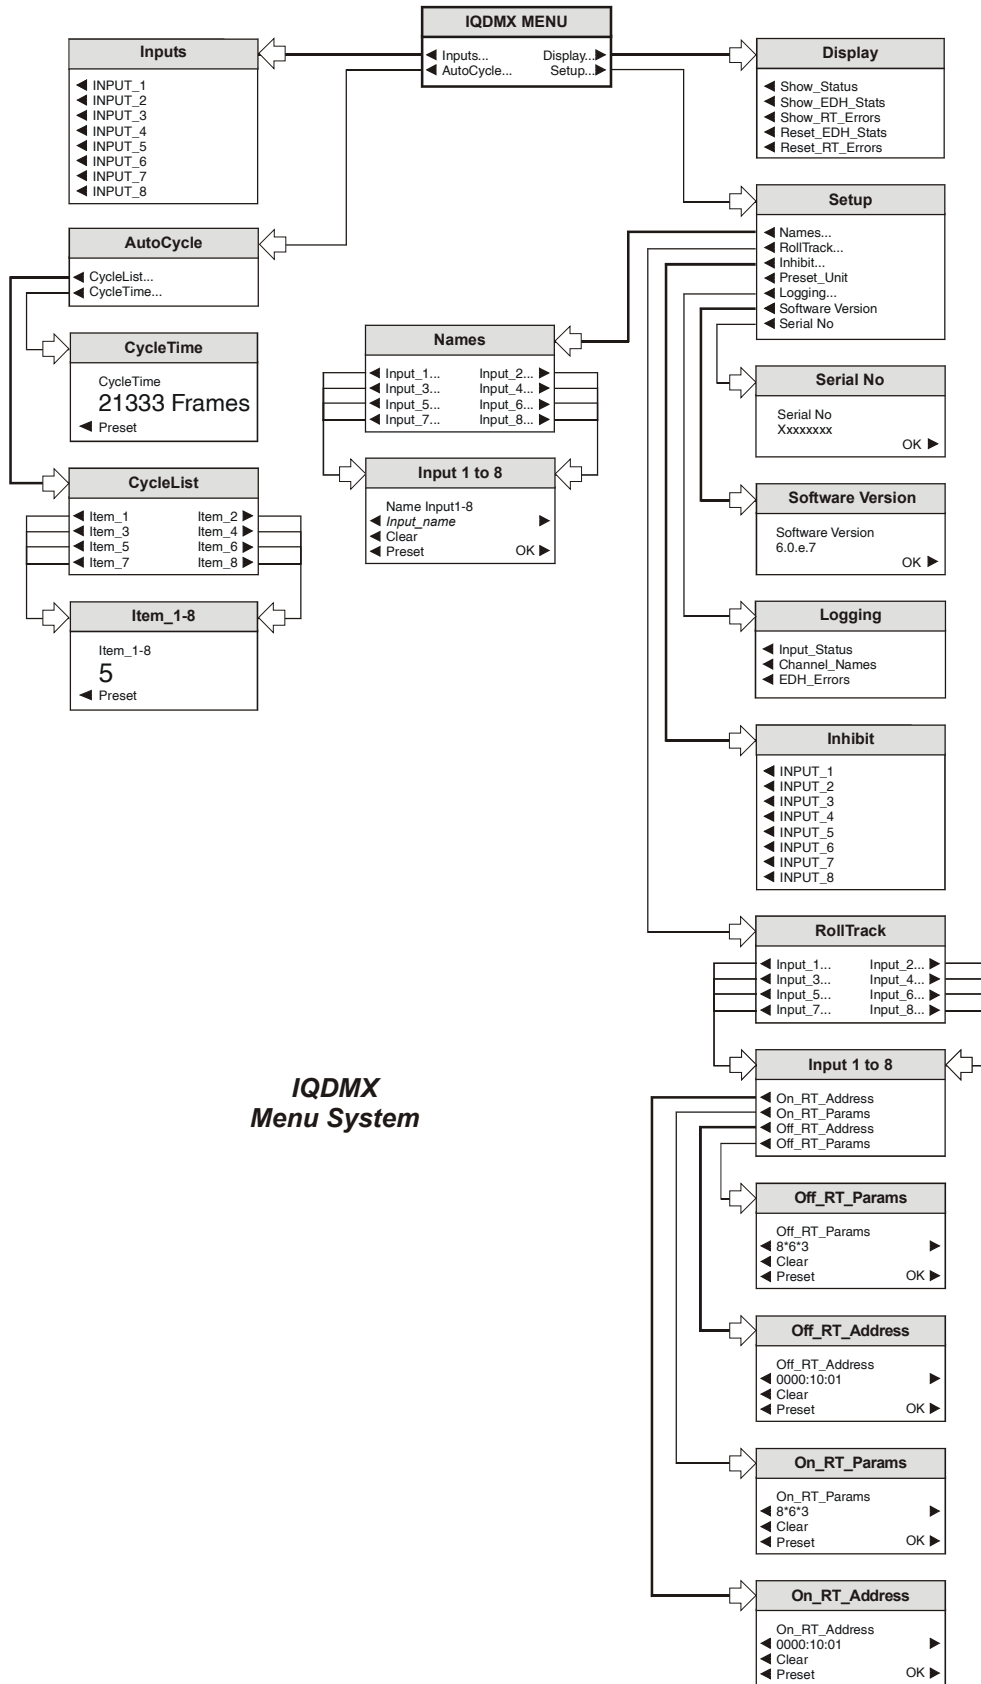 IQDMX MENU
Inputs... Display...
AutoCycle... Setup...
Inputs
INPUT_1
INPUT_2
INPUT_3
INPUT_4
INPUT_5
INPUT_6
INPUT_7
INPUT_8
Display
Show_Status
Show_EDH_Stats
Show_RT_Errors
Reset_EDH_Stats
Reset_RT_Errors
AutoCycle
CycleList...
CycleTime...
Setup
Names...
RollTrack...
Inhibit...
Preset_Unit
Logging...
Software Version
Serial No
CycleTime
CycleTime
21333 Frames
Preset
Names
Input_1... Input_2...
Input_3... Input_4...
Input_5... Input_6...
Input_7... Input_8...
Serial No
Serial No
Xxxxxxxx
OK
CycleList
Item_1 Item_2
Item_3 Item_4
Item_5 Item_6
Item_7 Item_8
Input 1 to 8
Name Input1-8
Input_name
Clear
Preset OK
Software Version
Software Version
6.0.e.7
OK
Item_1-8
Item_1-8
5
Preset
Logging
Input_Status
Channel_Names
EDH_Errors
Inhibit
INPUT_1
INPUT_2
INPUT_3
INPUT_4
INPUT_5
INPUT_6
INPUT_7
INPUT_8
RollTrack
Input_1... Input_2...
Input_3... Input_4...
Input_5... Input_6...
Input_7... Input_8...
Input 1 to 8
On_RT_Address
On_RT_Params
Off_RT_Address
Off_RT_Params
IQDMX
Menu System
Off_RT_Params
Off_RT_Params
8*6*3
Clear
Preset OK
Off_RT_Address
Off_RT_Address
0000:10:01
Clear
Preset OK
On_RT_Params
On_RT_Params
8*6*3
Clear
Preset OK
On_RT_Address
On_RT_Address
0000:10:01
Clear
Preset OK